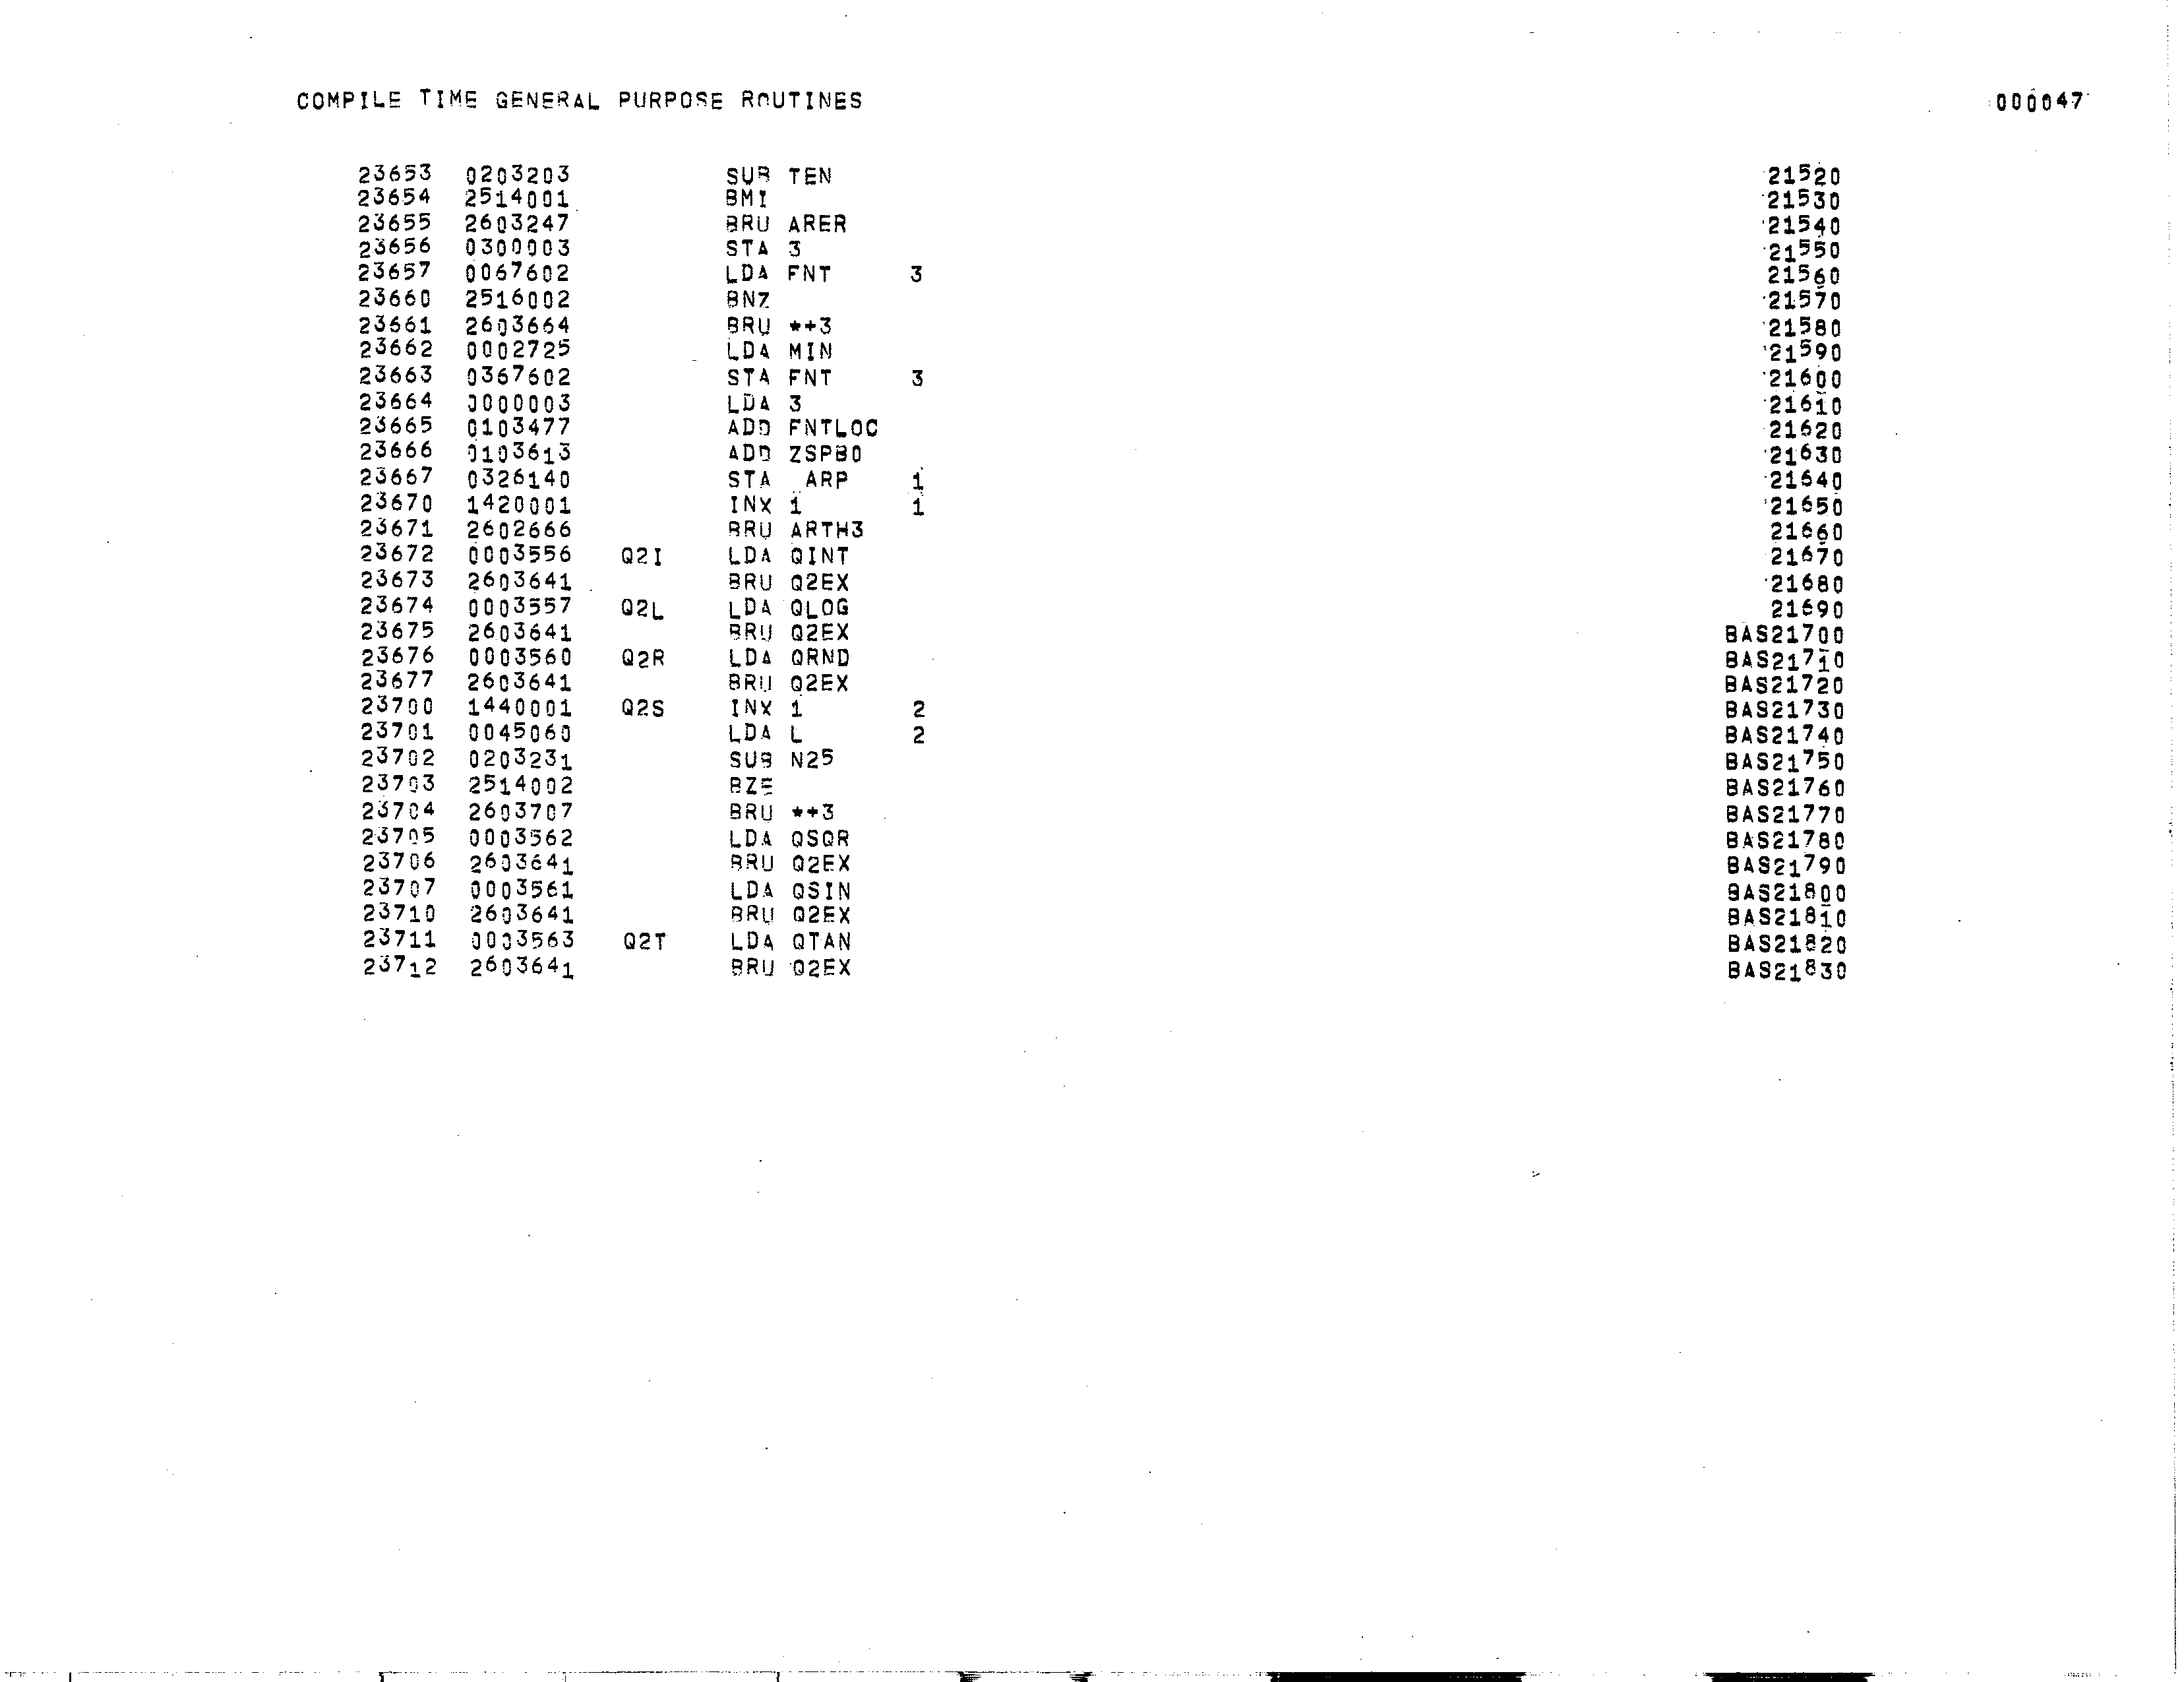 COMPILE TIME GENERAL PURPOSE ROUTINES 000047
23653 0203203 SUB TEN 21520
23654 2514001 BMI 21530
23655 2603247 BRU ARER 21540
23656 0300003 STA 3 21550
23657 0067602 LDA FNT 3 21560
23660 2516002 BNZ 21570
23661 2603664 BRU *+3 21580
23662 0002725 LDA MIN 21590
23663 0367602 STA FNT 3 21600
23664 0000003 LDA 3 21610
23665 0103477 ADD FNTLOC 21620
23666 0103613 ADD ZSPB0 21630
23667 0326140 STA ARP 1 21640
23670 1420001 INX 1 1 21650
23671 2602666 BRU ARTH3 21660
23672 0003556 Q2I LDA QINT 21670
23673 2603641 BRU Q2EX 21680
23674 0003557 Q2L LDA QLOG 21690
23675 2603641 BRU Q2EX BAS21700
23676 0003560 Q2R LDA QRND BAS21710
23677 2603641 BRU Q2EX BAS21720
23700 1440001 Q2S INX 1 2 BAS21730
23701 0045060 LDA L 2 BAS21740
23702 0203231 SUB N25 BAS21750
23703 2514002 BZE BAS21760
23704 2603707 BRU *+3 BAS21770
23705 0003562 LDA QSQR BAS21780
23706 2603641 BRU Q2EX BAS21790
23707 0003561 LDA QSIN BAS21800
23710 2603641 BRU Q2EX BAS21810
23711 0003563 Q2T LDA QTAN BAS21820
23712 2603641 BRU Q2EX BAS21830